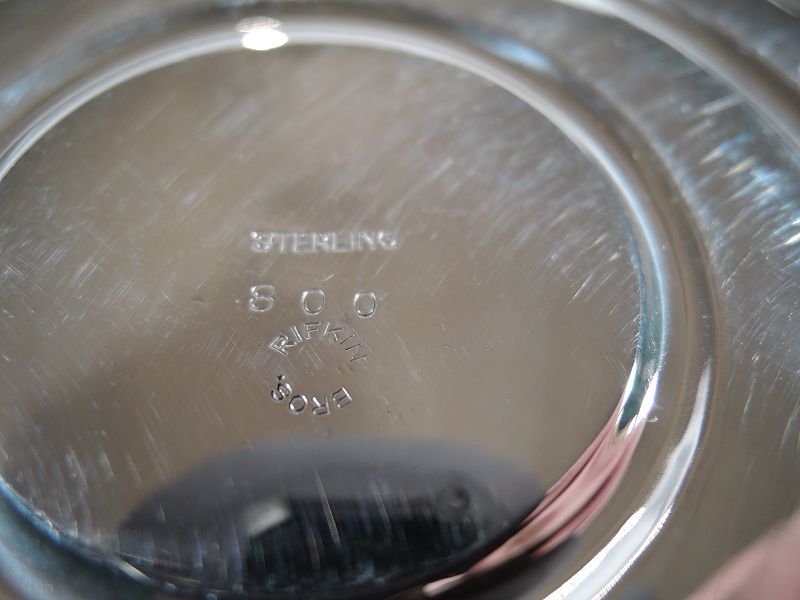 STERLING
800
RIFKIN
BROS.